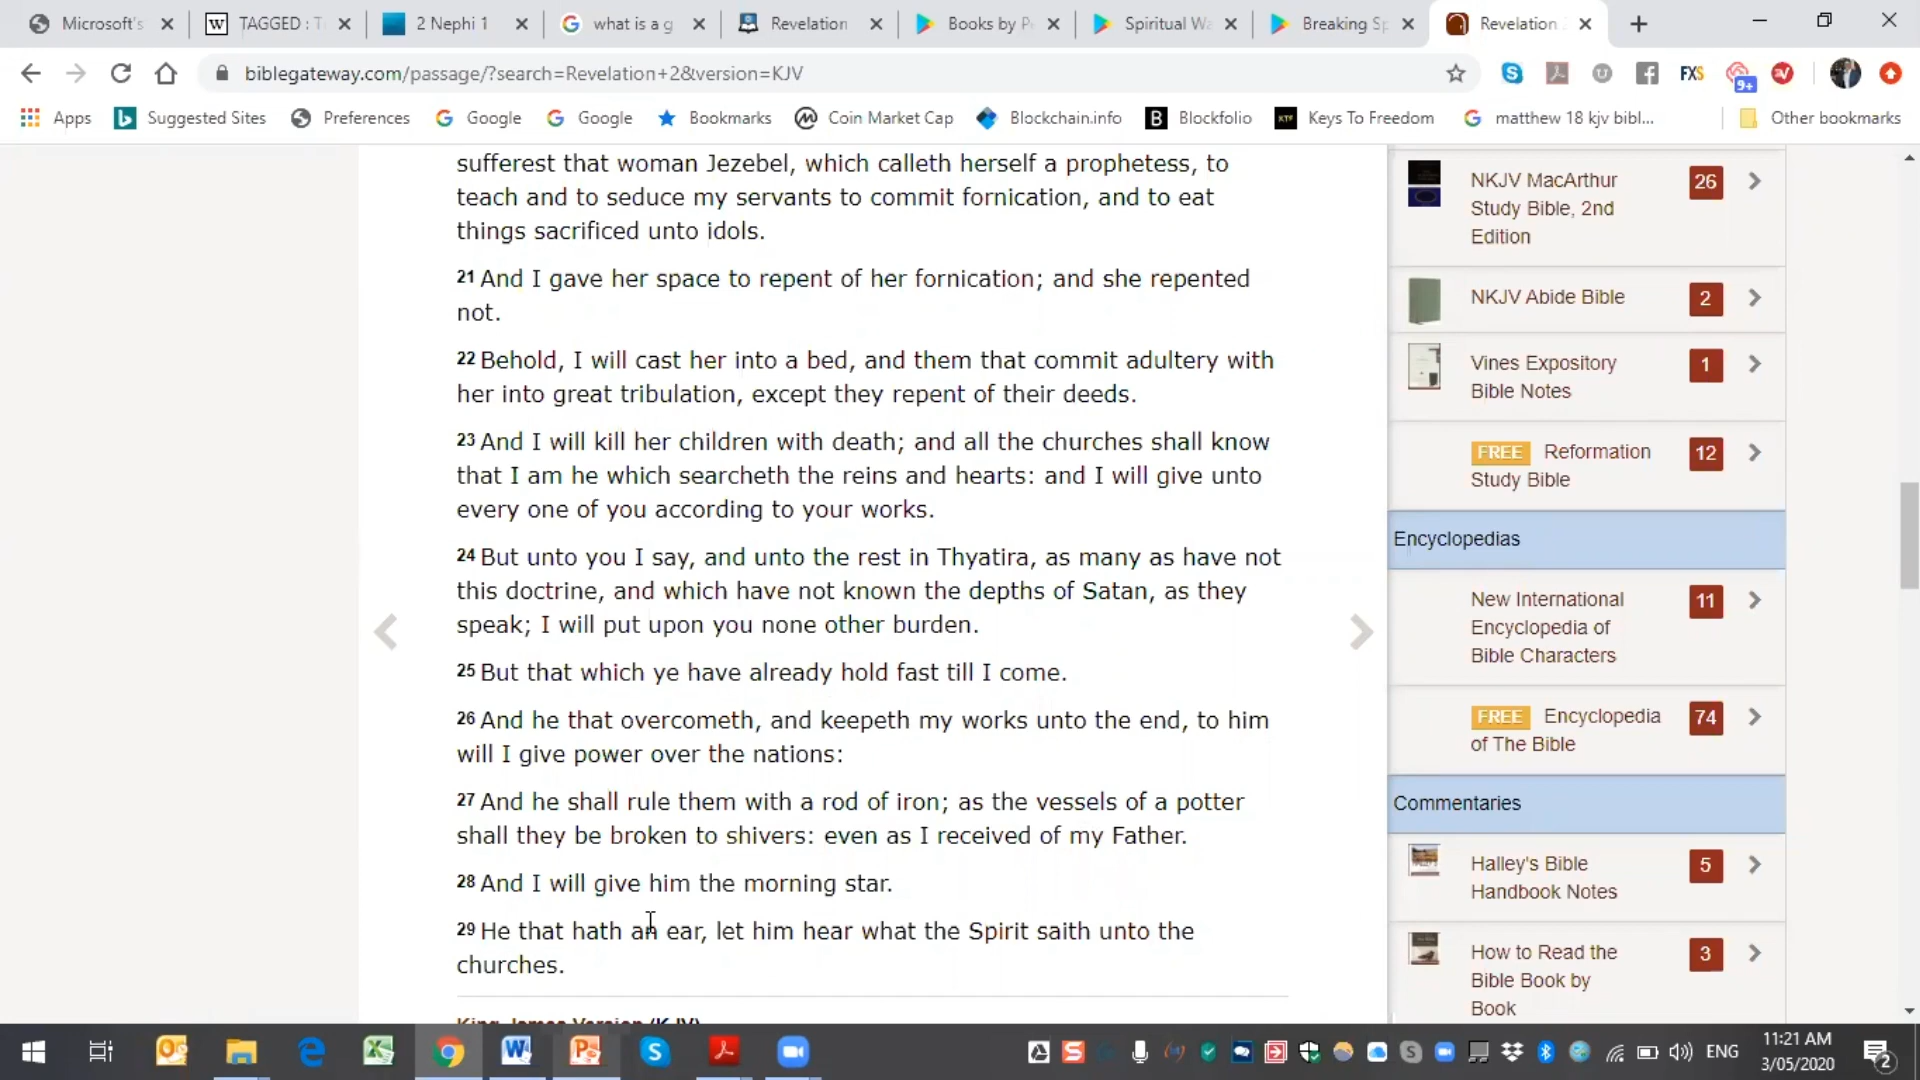 Microsoft's
TAGGED : T
2 Nephi 1
what is a g
Revelation
Books by P
Spiritual Wa
Breaking Sp
Revelation 2
biblegateway.com/passage/?search=Revelation+2&version=KJV
FXS
9+
Apps
Suggested Sites
Preferences
Google
Google
Bookmarks
Coin Market Cap
Blockchain.info
Blockfolio
Keys To Freedom
matthew 18 kjv bibl...
Other bookmarks
sufferest that woman Jezebel, which calleth herself a prophetess, to
teach and to seduce my servants to commit fornication, and to eat
things sacrificed unto idols.
21 And I gave her space to repent of her fornication; and she repented
not.
22 Behold, I will cast her into a bed, and them that commit adultery with
her into great tribulation, except they repent of their deeds.
23 And I will kill her children with death; and all the churches shall know
that I am he which searcheth the reins and hearts: and I will give unto
every one of you according to your works.
24 But unto you I say, and unto the rest in Thyatira, as many as have not
this doctrine, and which have not known the depths of Satan, as they
speak; I will put upon you none other burden.
25 But that which ye have already hold fast till I come.
26 And he that overcometh, and keepeth my works unto the end, to him
will I give power over the nations:
27 And he shall rule them with a rod of iron; as the vessels of a potter
shall they be broken to shivers: even as I received of my Father.
28 And I will give him the morning star.
29 He that hath an ear, let him hear what the Spirit saith unto the
churches.
King James Version (KJV)
NKJV MacArthur
Study Bible, 2nd
Edition
26
NKJV Abide Bible
2
Vines Expository
Bible Notes
1
FREE Reformation
Study Bible
12
Encyclopedias
New International
Encyclopedia of
Bible Characters
11
FREE Encyclopedia
of The Bible
74
Commentaries
Halley's Bible
Handbook Notes
5
How to Read the
Bible Book by
Book
3
ENG
11:21 AM
3/05/2020
2